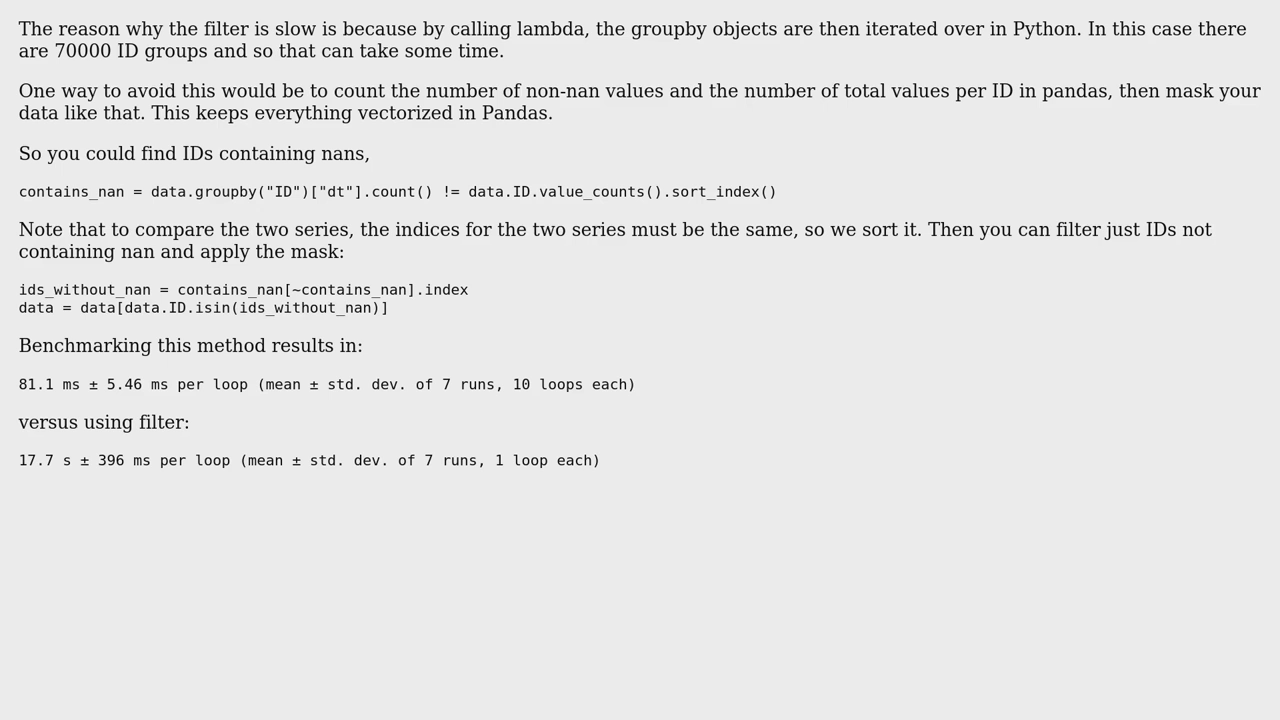 The reason why the filter is slow is because by calling lambda, the groupby objects are then iterated over in Python. In this case there
are 70000 ID groups and so that can take some time.
One way to avoid this would be to count the number of non-nan values and the number of total values per ID in pandas, then mask your
data like that. This keeps everything vectorized in Pandas.
So you could find IDs containing nans,
contains_nan = data.groupby("ID")["dt"].count() != data.ID.value_counts().sort_index()
Note that to compare the two series, the indices for the two series must be the same, so we sort it. Then you can filter just IDs not
containing nan and apply the mask:
ids_without_nan = contains_nan[~contains_nan].index
data = data[data.ID.isin(ids_without_nan)]
Benchmarking this method results in:
81.1 ms ± 5.46 ms per loop (mean ± std. dev. of 7 runs, 10 loops each)
versus using filter:
17.7 s ± 396 ms per loop (mean ± std. dev. of 7 runs, 1 loop each)